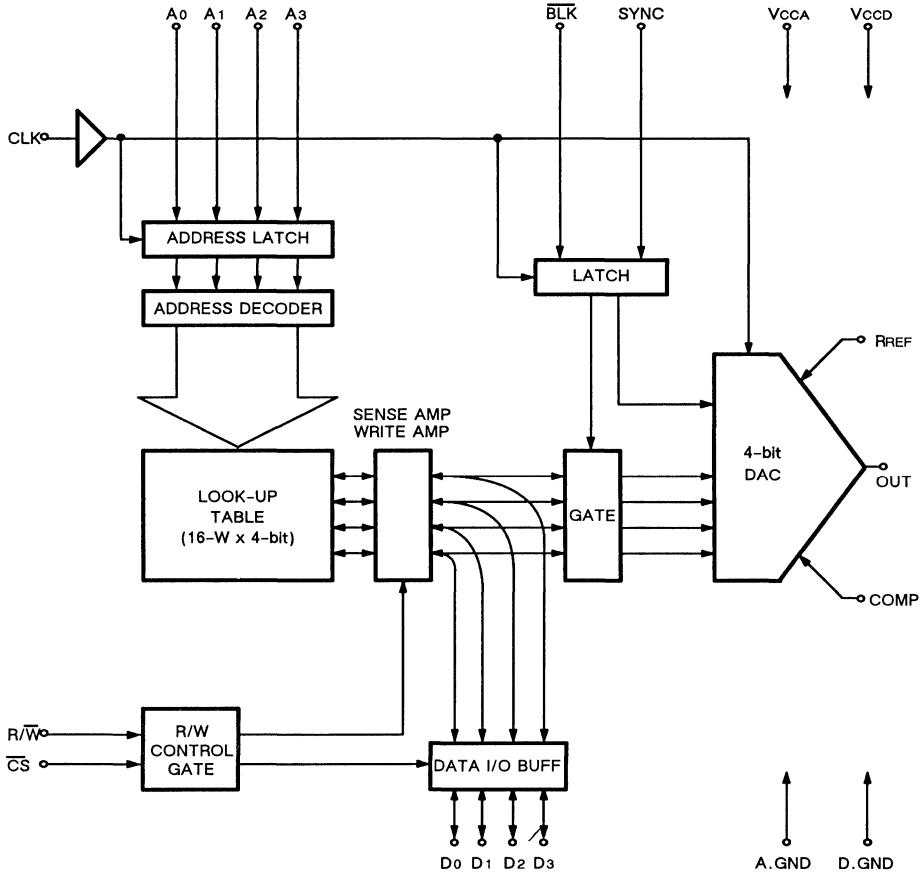 A0 A1 A2 A3 B̅L̅K̅ SYNC VCCA VCCD
CLK
ADDRESS LATCH
LATCH
ADDRESS DECODER
RREF
SENSE AMP
WRITE AMP
4-bit
DAC
OUT
LOOK-UP
TABLE
(16-W x 4-bit)
GATE
COMP
R/W̅
C̅S̅
R/W
CONTROL
GATE
DATA I/O BUFF
D0 D1 D2 D3 A.GND D.GND